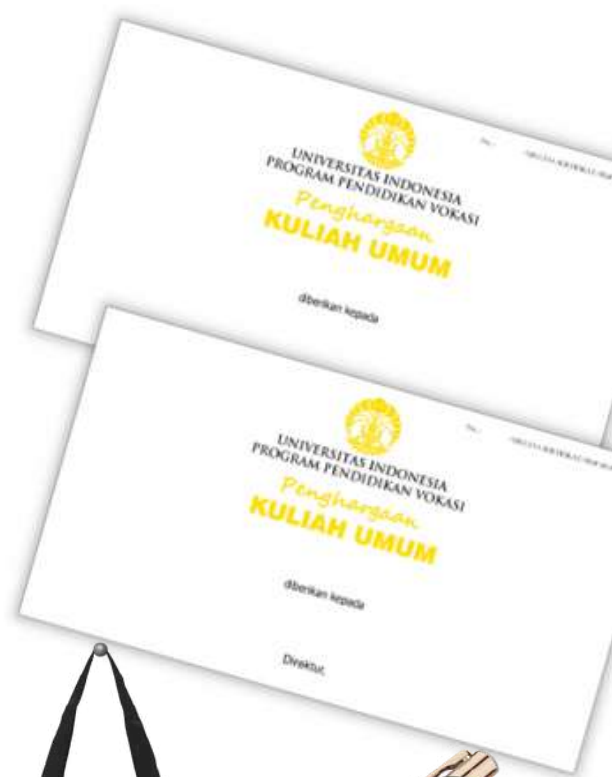 UNIVERSITAS INDONESIA
PROGRAM PENDIDIKAN VOKASI
Penghargaan
KULIAH UMUM
diberikan kepada
UNIVERSITAS INDONESIA
PROGRAM PENDIDIKAN VOKASI
Penghargaan
KULIAH UMUM
diberikan kepada
Direktur,